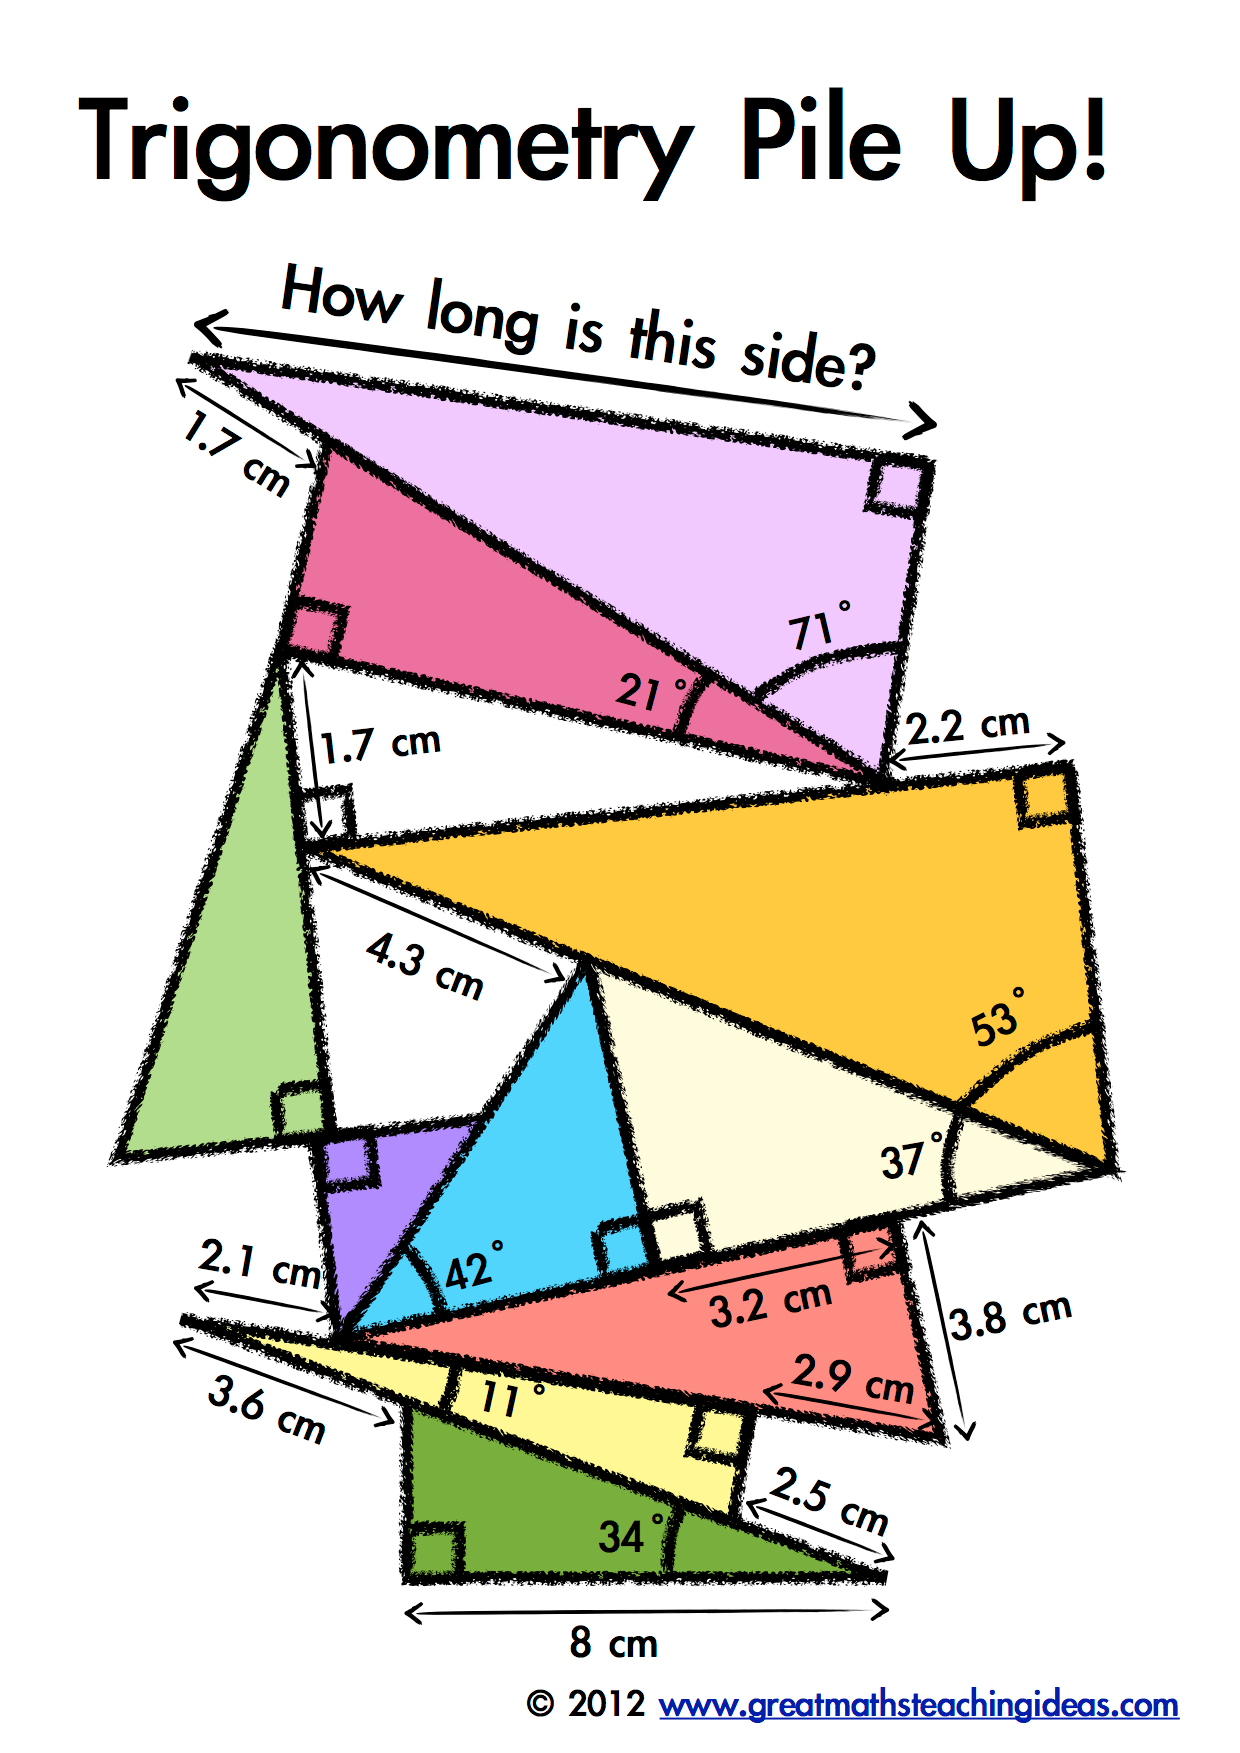 Trigonometry Pile Up!
How long is this side?
1.7 cm
71°
21°
2.2 cm
1.7 cm
4.3 cm
53°
37°
42°
2.1 cm
3.2 cm
3.8 cm
2.9 cm
3.6 cm
11°
2.5 cm
34°
8 cm
© 2012 www.greatmathsteachingideas.com